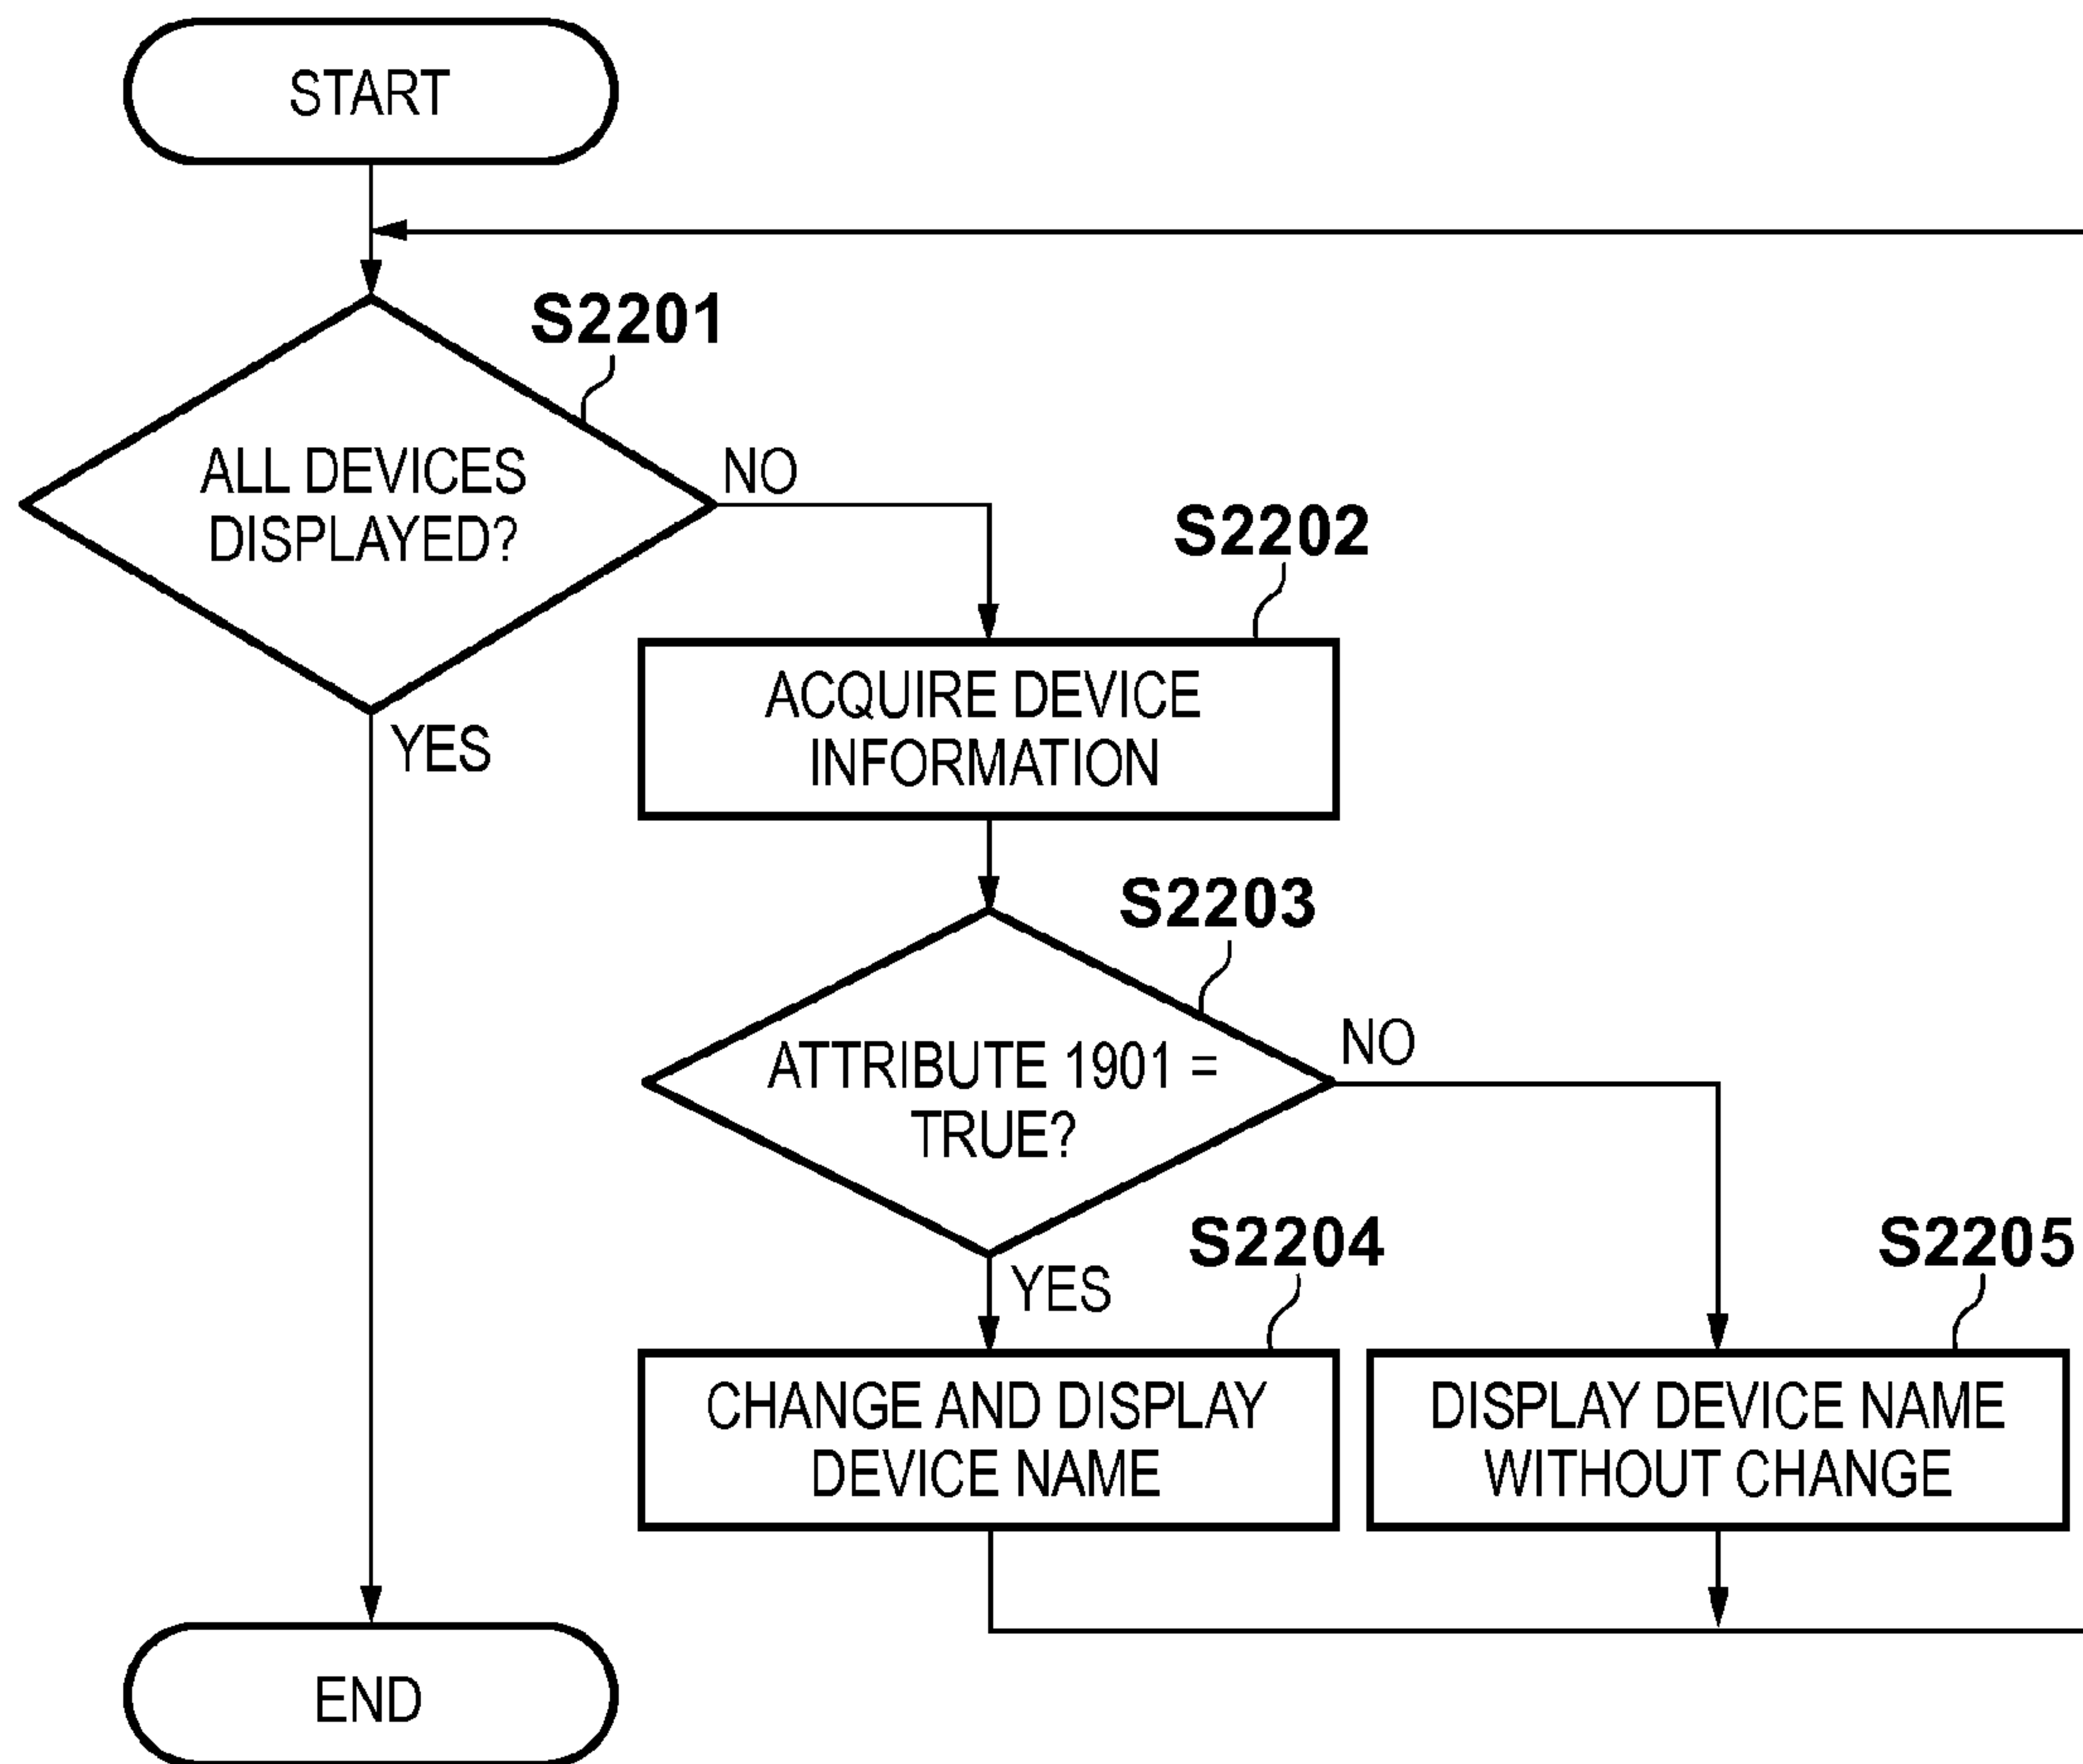 START
S2201
ALL DEVICES
DISPLAYED?
NO
YES
S2202
ACQUIRE DEVICE
INFORMATION
S2203
ATTRIBUTE 1901 =
TRUE?
NO
YES
S2204
CHANGE AND DISPLAY
DEVICE NAME
S2205
DISPLAY DEVICE NAME
WITHOUT CHANGE
END